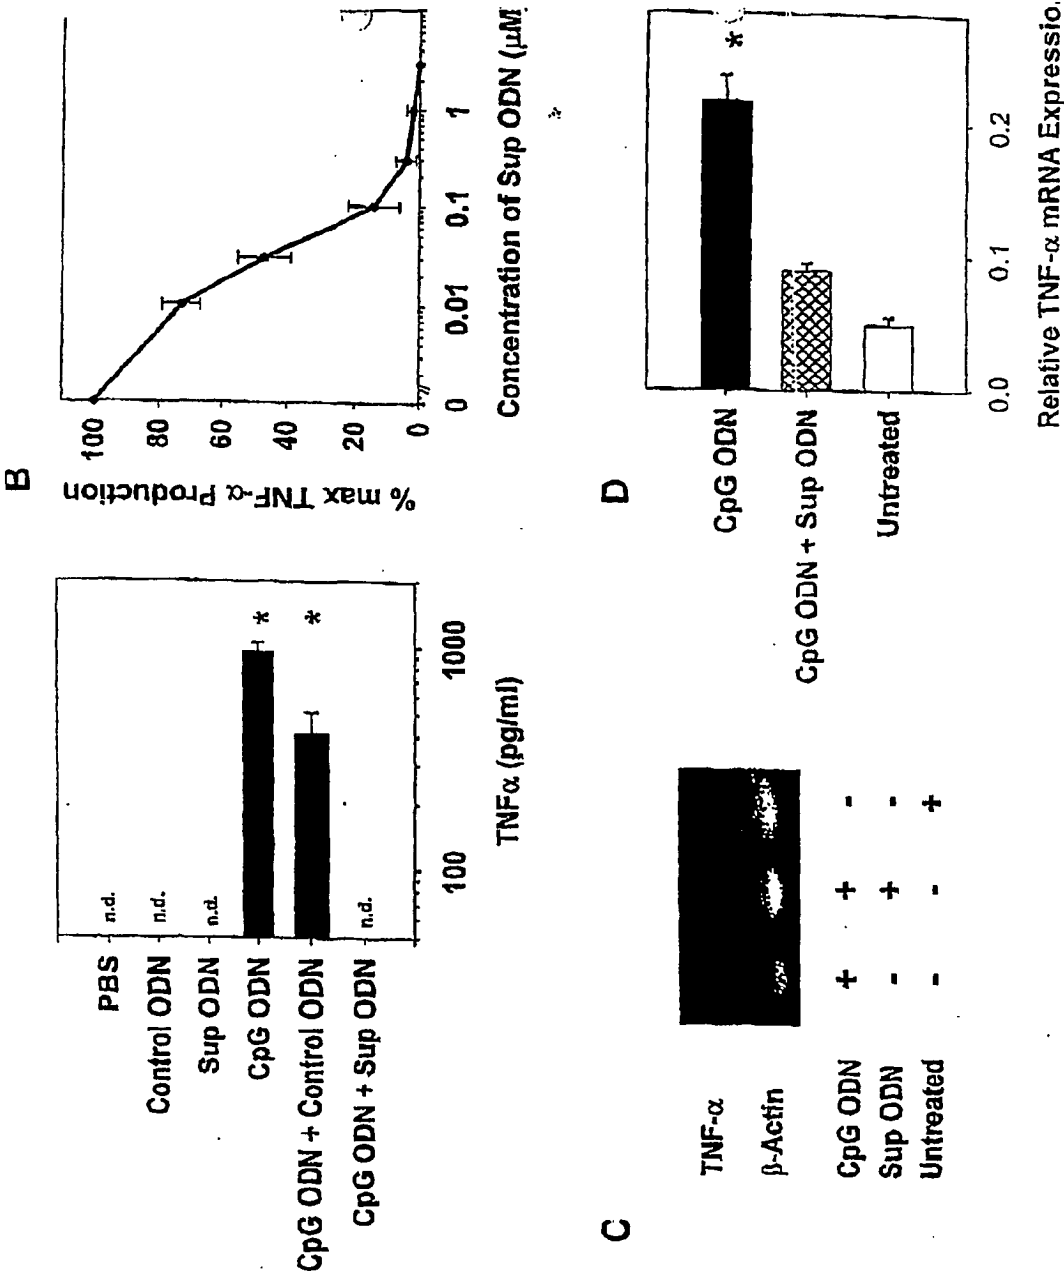 PBS
Control ODN
Sup ODN
CpG ODN
CpG ODN + Control ODN
CpG ODN + Sup ODN
n.d.
n.d.
n.d.
*
*
n.d.
100
1000
TNFα (pg/ml)
B
% max TNF-α Production
100
80
60
40
20
0
0
0.01
0.1
1
Concentration of Sup ODN (µM
C
TNF-α
β-Actin
CpG ODN + + -
Sup ODN - + -
Untreated - - +
D
CpG ODN
CpG ODN + Sup ODN
Untreated
*
0.0
0.1
0.2
Relative TNF-α mRNA Expressio